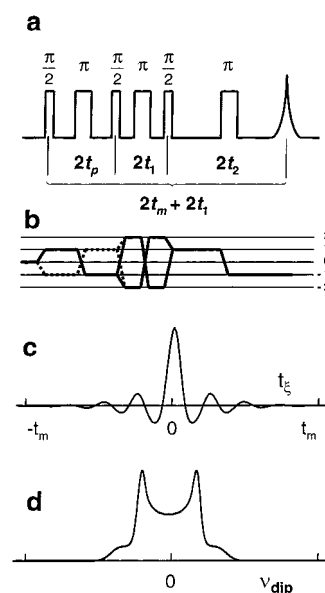 a
π/2 π π/2 π π/2 π
2t_p 2t_1 2t_2
2t_m + 2t_1
b
c
t_ξ
-t_m 0 t_m
d
0 ν_dip